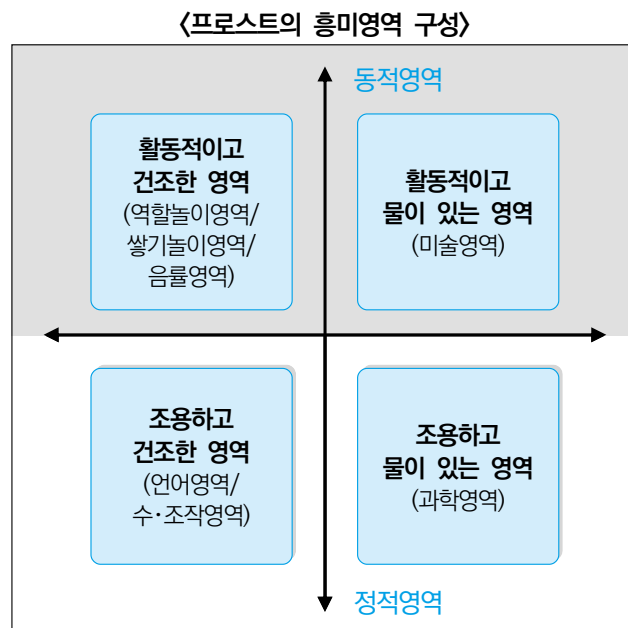 〈프로스트의 흥미영역 구성〉
동적영역
활동적이고
건조한 영역
(역할놀이영역/
쌓기놀이영역/
음률영역)
활동적이고
물이 있는 영역
(미술영역)
조용하고
건조한 영역
(언어영역/
수·조작영역)
조용하고
물이 있는 영역
(과학영역)
정적영역